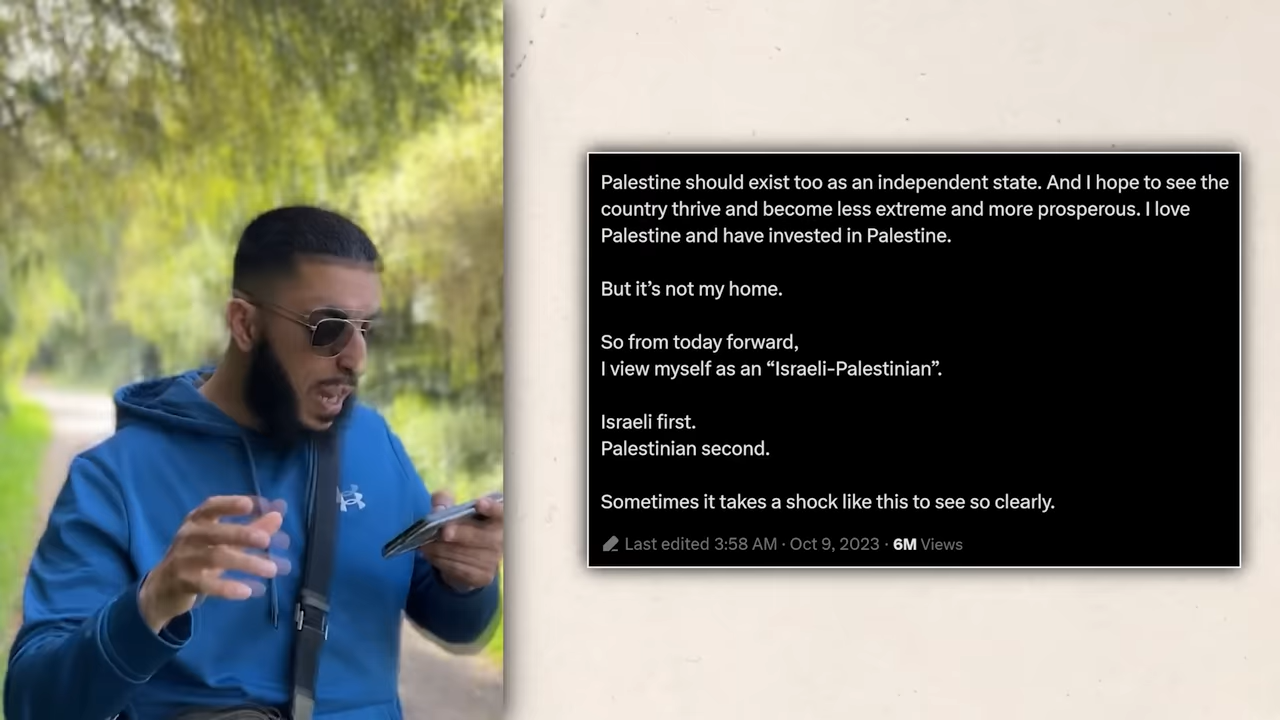 Palestine should exist too as an independent state. And I hope to see the
country thrive and become less extreme and more prosperous. I love
Palestine and have invested in Palestine.
But it’s not my home.
So from today forward,
I view myself as an “Israeli-Palestinian”.
Israeli first.
Palestinian second.
Sometimes it takes a shock like this to see so clearly.
Last edited 3:58 AM · Oct 9, 2023 · 6M Views